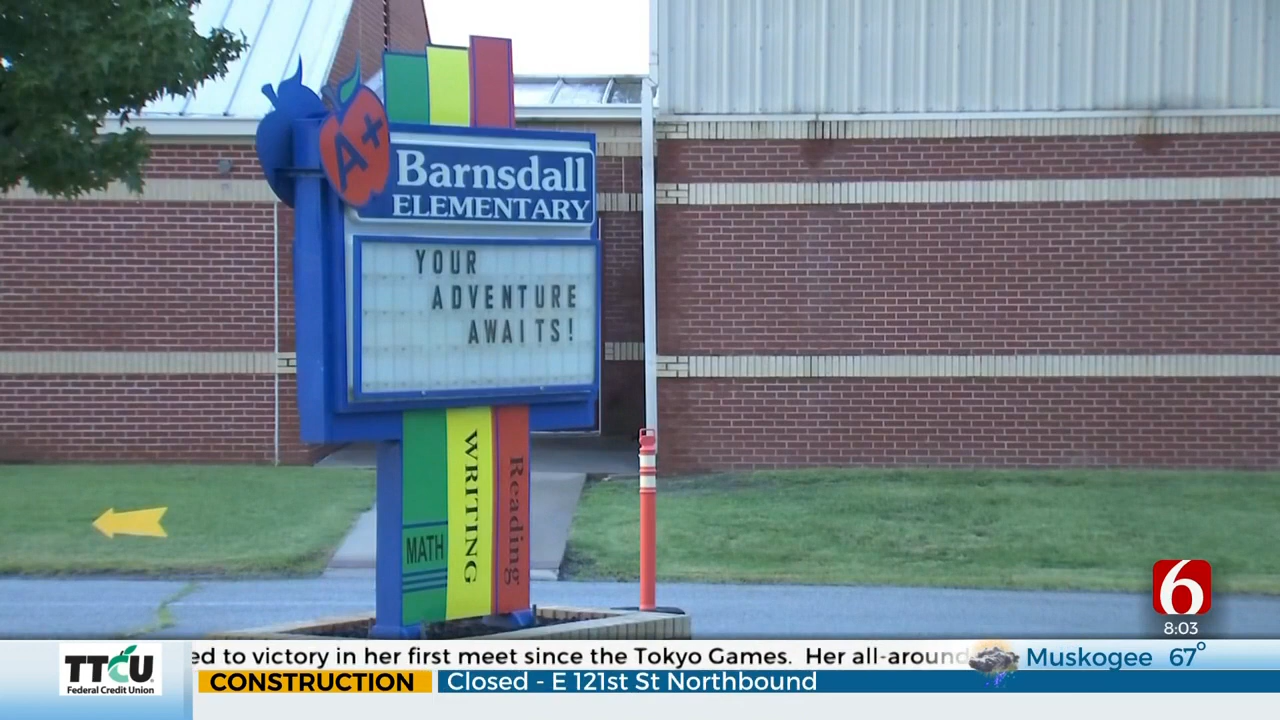 A+
Barnsdall
ELEMENTARY
YOUR
ADVENTURE
AWAITS!
MATH
WRITING
Reading
6
8:03
TTCU
Federal Credit Union
ed to victory in her first meet since the Tokyo Games. Her all-around
Muskogee 67°
CONSTRUCTION
Closed - E 121st St Northbound